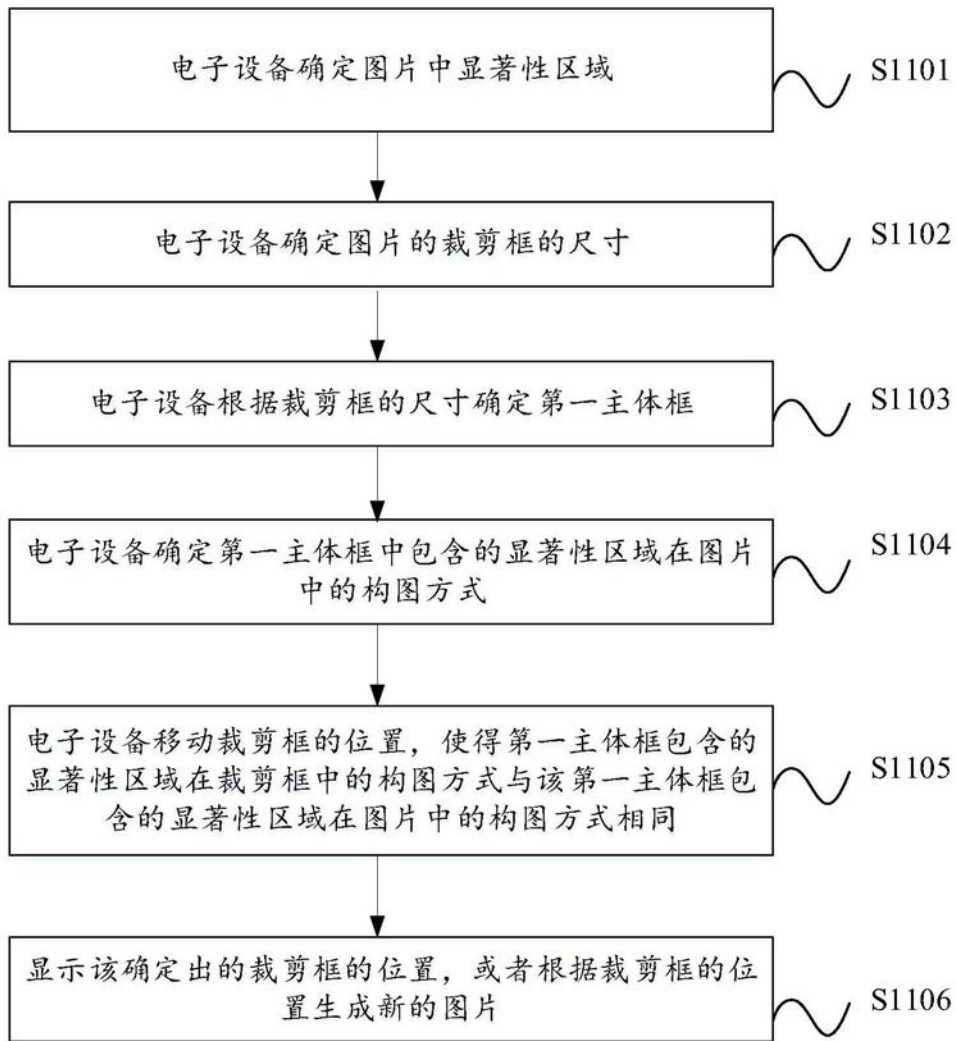 电子设备确定图片中显著性区域
S1101
电子设备确定图片的裁剪框的尺寸
S1102
电子设备根据裁剪框的尺寸确定第一主体框
S1103
电子设备确定第一主体框中包含的显著性区域在图片
中的构图方式
S1104
电子设备移动裁剪框的位置，使得第一主体框包含的
显著性区域在裁剪框中的构图方式与该第一主体框包
含的显著性区域在图片中的构图方式相同
S1105
显示该确定出的裁剪框的位置，或者根据裁剪框的位
置生成新的图片
S1106